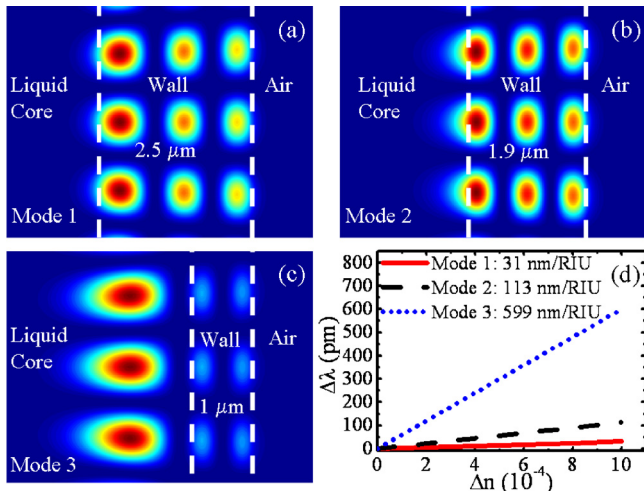 (a)
Liquid
Core
Wall
Air
2.5 μm
Mode 1
(b)
Liquid
Core
Wall
Air
1.9 μm
Mode 2
(c)
Liquid
Core
Wall
Air
1 μm
Mode 3
(d)
800
700
600
500
400
300
200
100
0
Δλ (pm)
Mode 1: 31 nm/RIU
Mode 2: 113 nm/RIU
Mode 3: 599 nm/RIU
0 2 4 6 8 10
Δn (10⁻⁴)